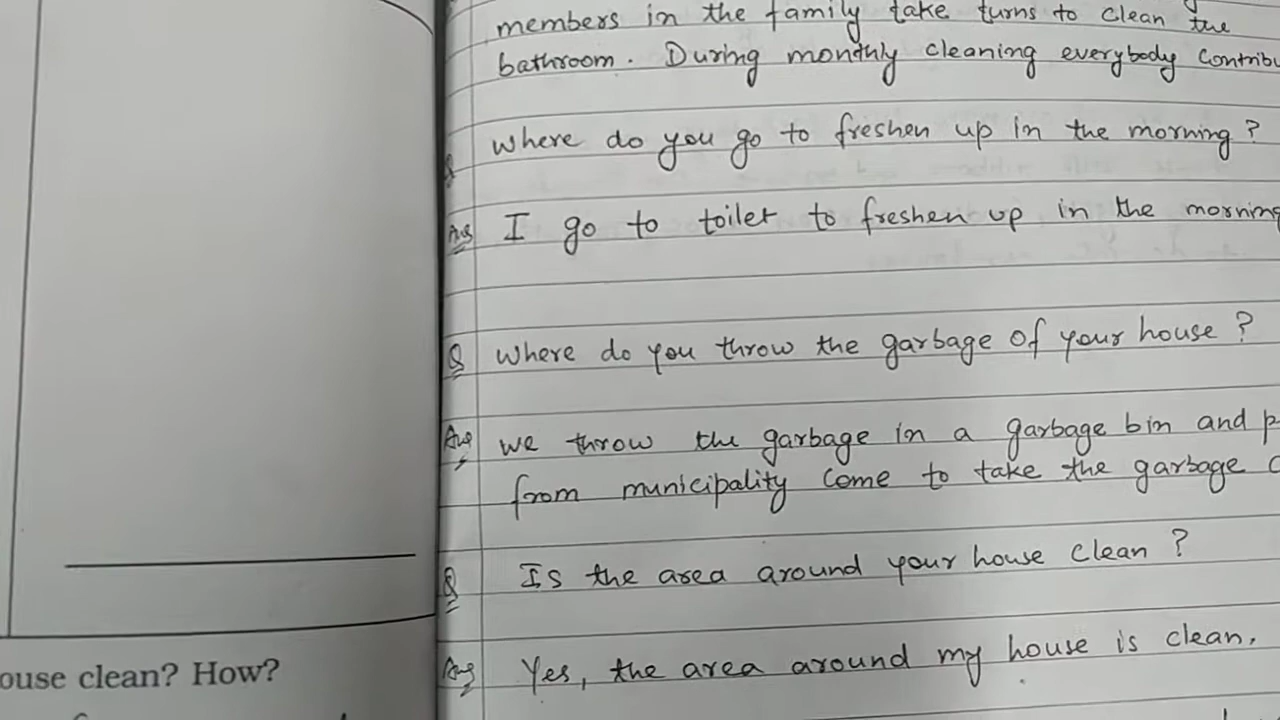 members in the family take turns to clean the
bathroom. During monthly cleaning everybody
Where do you go to freshen up in the morning?
Ans I go to toilet to freshen up in the morning
Q Where do you throw the garbage of your house?
Ans we throw the garbage in a garbage bin and
from municipality come to take the garbage
Q Is the area around your house clean?
Ans Yes, the area around my house is clean.
ouse clean? How?